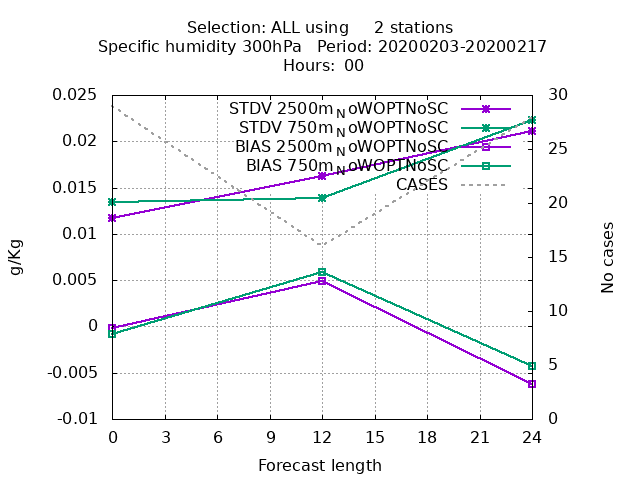 Selection: ALL using     2 stations
Specific humidity 300hPa   Period: 20200203-20200217
Hours:  00
STDV 2500m_NoWOPTNoSC
STDV 750m_NoWOPTNoSC
BIAS 2500m_NoWOPTNoSC
BIAS 750m_NoWOPTNoSC
CASES
0.025
0.02
0.015
0.01
0.005
0
-0.005
-0.01
g/Kg
30
25
20
15
10
5
0
No cases
0 3 6 9 12 15 18 21 24
Forecast length